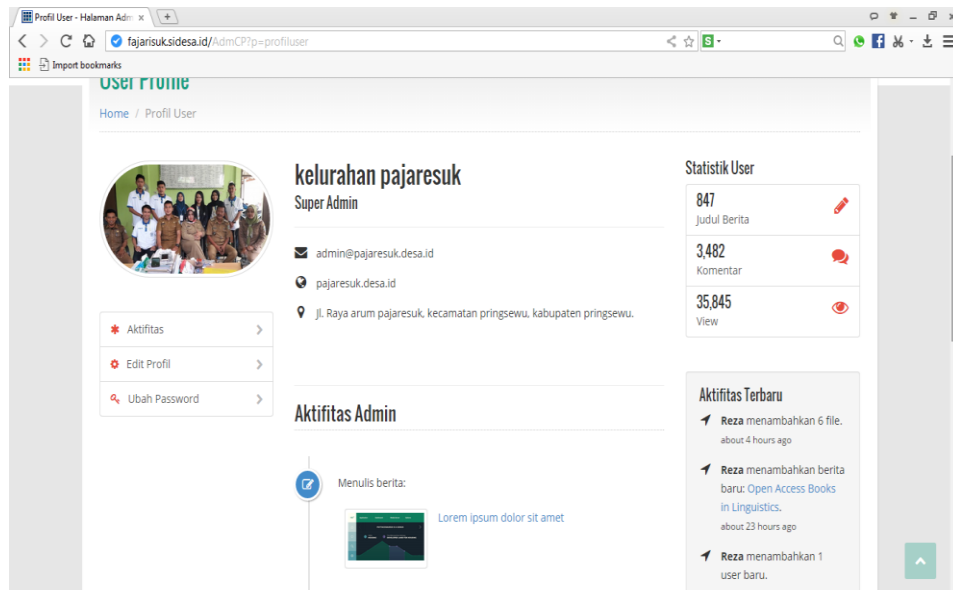 Profil User - Halaman Adm
fajarisuk.sidesa.id/AdmCP?p=profiluser
S
Import bookmarks
User Profile
Home / Profil User
kelurahan pajaresuk
Super Admin
admin@pajaresuk.desa.id
pajaresuk.desa.id
Jl. Raya arum pajaresuk, kecamatan pringsewu, kabupaten pringsewu.
Aktifitas
Edit Profil
Ubah Password
Aktifitas Admin
Menulis berita:
Lorem ipsum dolor sit amet
Statistik User
847
Judul Berita
3,482
Komentar
35,845
View
Aktifitas Terbaru
Reza menambahkan 6 file.
about 4 hours ago
Reza menambahkan berita
baru: Open Access Books
in Linguistics.
about 23 hours ago
Reza menambahkan 1
user baru.